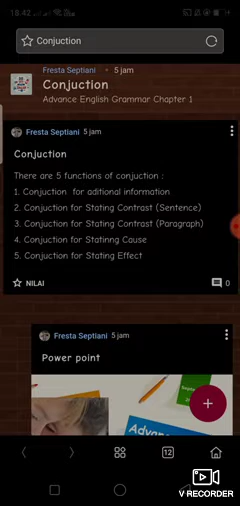 18.42
Conjuction
Fresta Septiani • 5 jam
Conjuction
Advance English Grammar Chapter 1
Fresta Septiani 5 jam
Conjuction
There are 5 functions of conjuction :
1. Conjuction for aditional information
2. Conjuction for Stating Contrast (Sentence)
3. Conjuction for Stating Contrast (Paragraph)
4. Conjuction for Statinng Cause
5. Conjuction for Stating Effect
NILAI
0
Fresta Septiani 5 jam
Power point
Advanc
12
V RECORDER